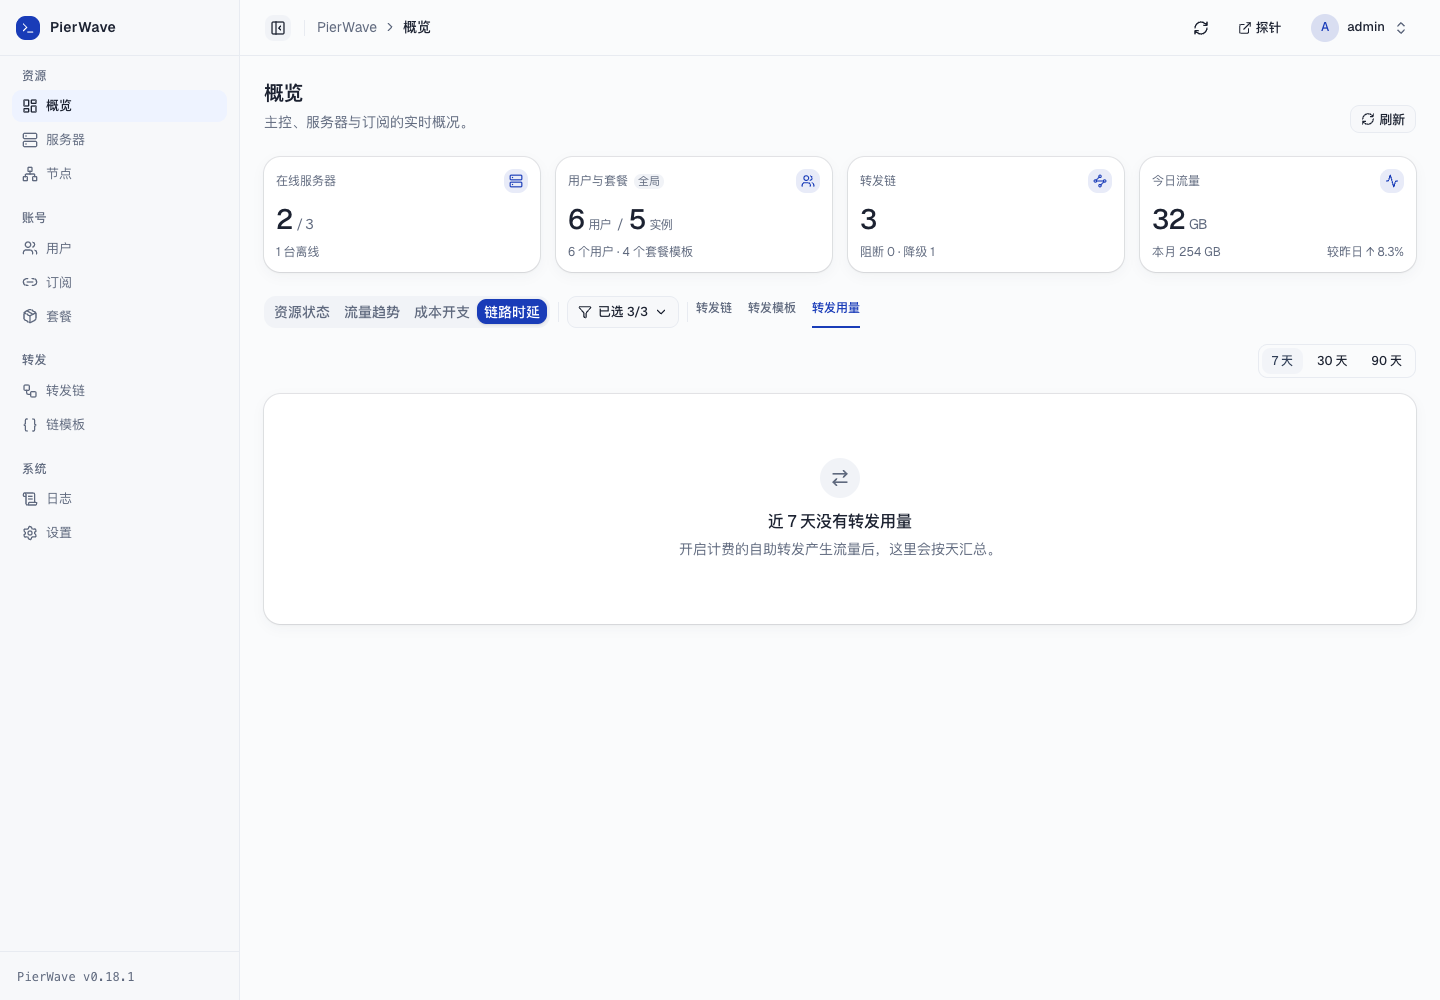 PierWave
资源
概览
服务器
节点
账号
用户
订阅
套餐
转发
转发链
链模板
系统
日志
设置
PierWave v0.18.1
PierWave > 概览
探针
A admin
概览
主控、服务器与订阅的实时概况。
刷新
在线服务器
2 / 3
1 台离线
用户与套餐 全局
6 用户 / 5 实例
6 个用户 · 4 个套餐模板
转发链
3
阻断 0 · 降级 1
今日流量
32 GB
本月 254 GB 较昨日 ↑ 8.3%
资源状态 流量趋势 成本开支 链路时延 已选 3/3 转发链 转发模板 转发用量
7 天 30 天 90 天
近 7 天没有转发用量
开启计费的自助转发产生流量后，这里会按天汇总。